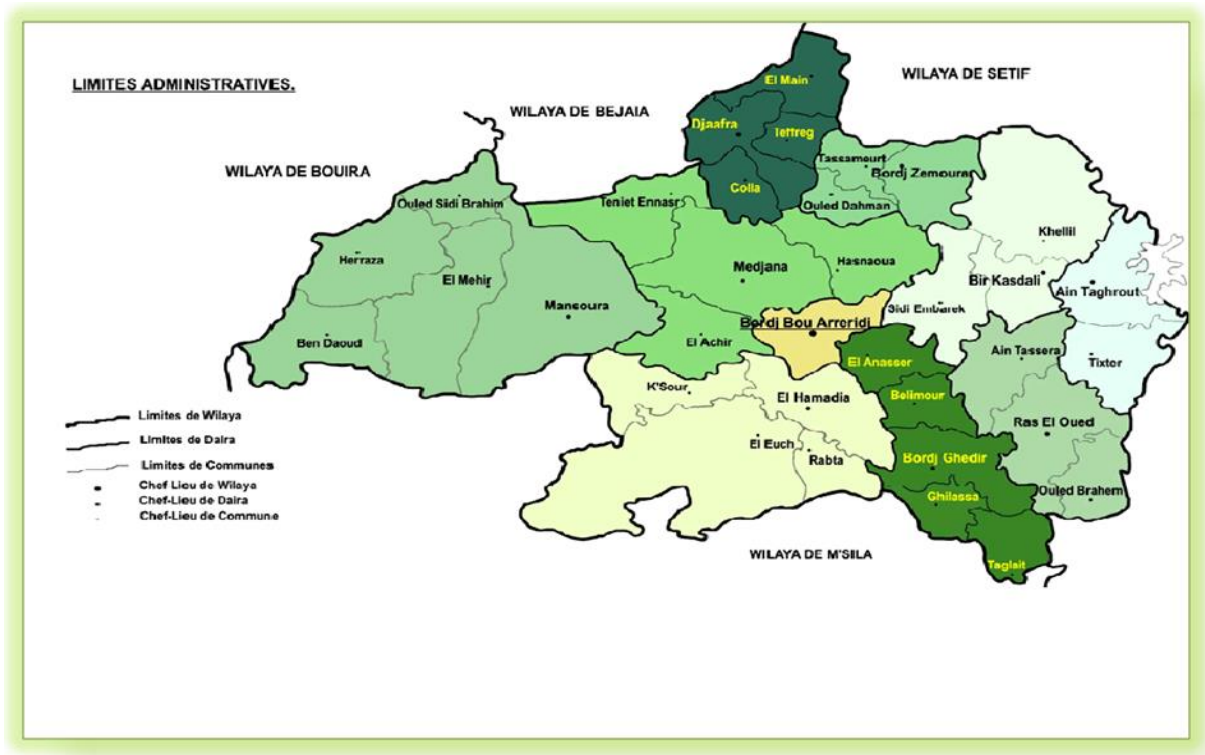 LIMITES ADMINISTRATIVES.
WILAYA DE SETIF
WILAYA DE BEJAIA
WILAYA DE BOUIRA
El Main
Djaafra
Teffreg
Colla
Tassameurt
Bordj Zemoura
Ouled Dahman
Ouled Siidi Brahim
Teniet Ennasr
Khellil
Herraza
El Mehir
Medjana
Hasnaoua
Bir Kasdali
Ain Taghrout
Mansoura
Sidi Embarek
Bordj Bou Arreridj
Ben Daoud
El Achir
El Anasser
Ain Tassera
Tixter
K'Sour
El Hamadia
Belimour
Ras El Oued
El Euch
Rabta
Bordj Ghedir
Ghilassa
Ouled Brahem
Taglait
WILAYA DE M'SILA
Limites de Wilaya
Limites de Daira
Limites de Communes
Chef-Lieu de Wilaya
Chef-Lieu de Daira
Chef-Lieu de Commune